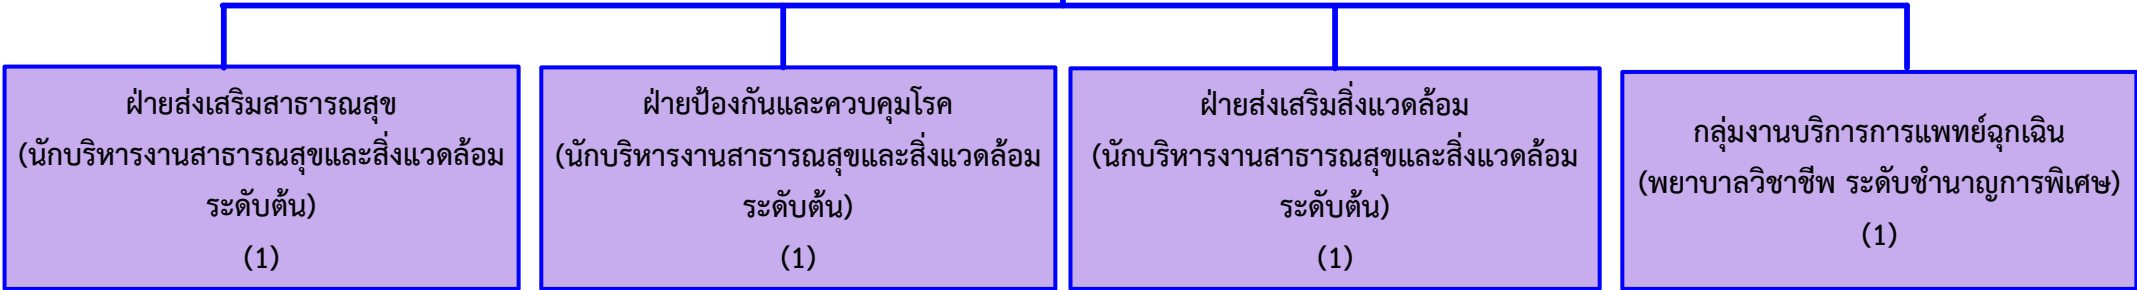 ฝ่ายส่งเสริมสาธารณสุข
(นักบริหารงานสาธารณสุขและสิ่งแวดล้อม
ระดับต้น)
(1)
ฝ่ายป้องกันและควบคุมโรค
(นักบริหารงานสาธารณสุขและสิ่งแวดล้อม
ระดับต้น)
(1)
ฝ่ายส่งเสริมสิ่งแวดล้อม
(นักบริหารงานสาธารณสุขและสิ่งแวดล้อม
ระดับต้น)
(1)
กลุ่มงานบริการการแพทย์ฉุกเฉิน
(พยาบาลวิชาชีพ ระดับชำนาญการพิเศษ)
(1)